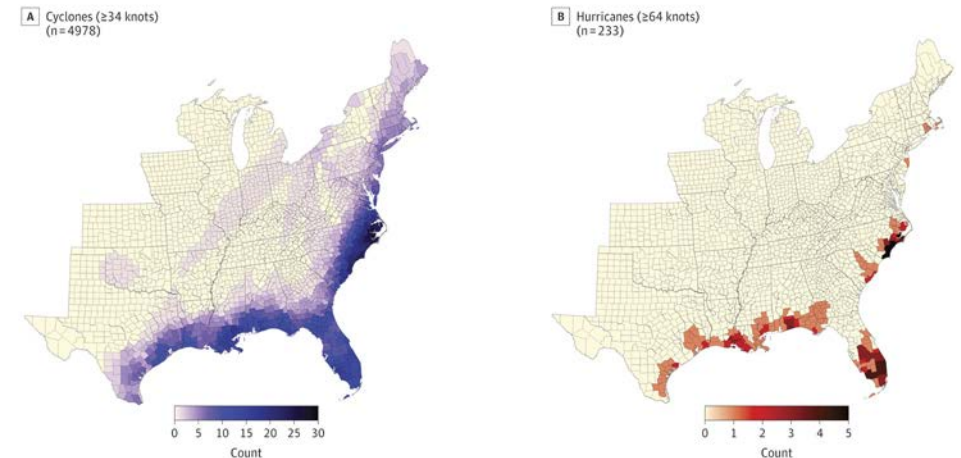 A Cyclones (≥34 knots)
(n=4978)
0 5 10 15 20 25 30
Count
B Hurricanes (≥64 knots)
(n=233)
0 1 2 3 4 5
Count